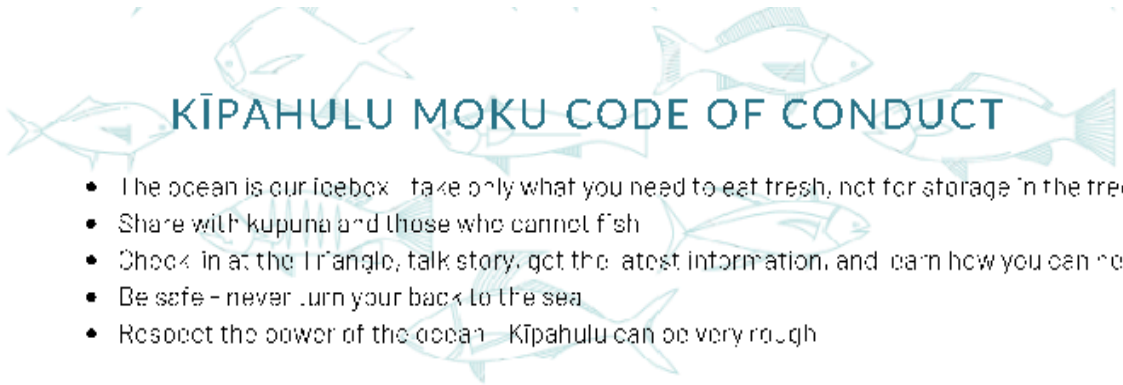 KĪPAHULU MOKU CODE OF CONDUCT
• The ocean is our icebox - take only what you need to eat fresh, not for storage in the
• Share with kupuna and those who cannot fish
• Check-in at the Triangle, talk story, get the latest information, and learn how you can
• Be safe - never turn your back to the sea
• Respect the power of the ocean - Kīpahulu can be very rough